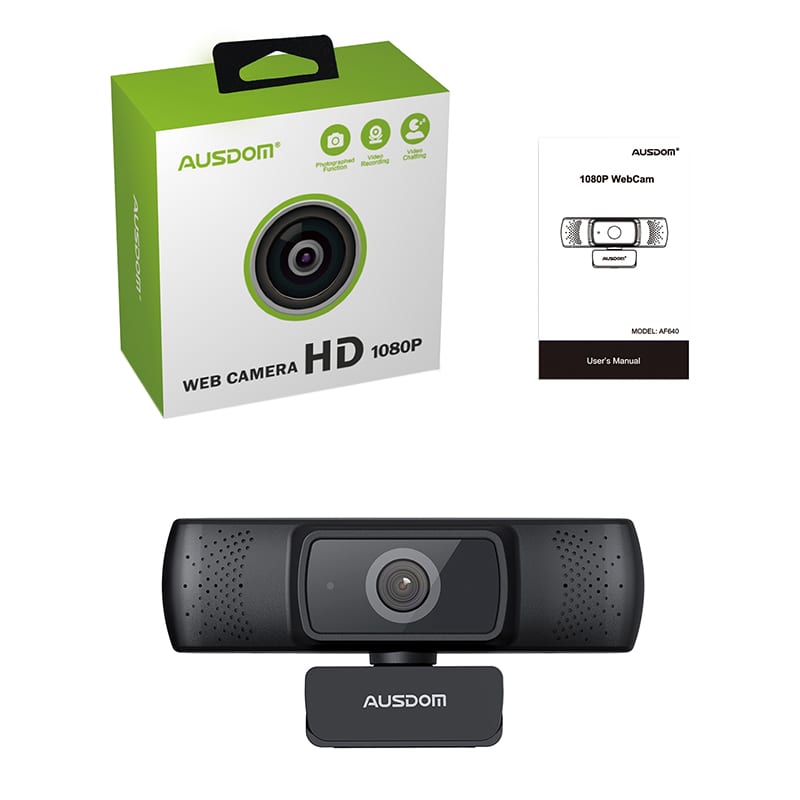 AUSDOM®
Photographed
Function
Video
Recording
Video
Chatting
AUSDOM®
WEB CAMERA HD 1080P
AUSDOM®
1080P WebCam
AUSDOM®
MODEL: AF640
User's Manual
AUSDOM